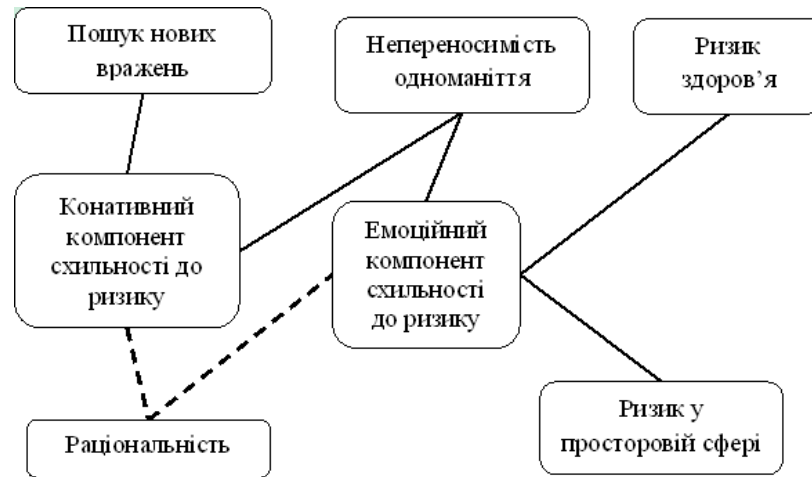 Пошук нових
вражень
Непереносимість
одноманіття
Ризик
здоров’я
Конативний
компонент
схильності до
ризику
Емоційний
компонент
схильності
до ризику
Раціональність
Ризик у
просторовій сфері